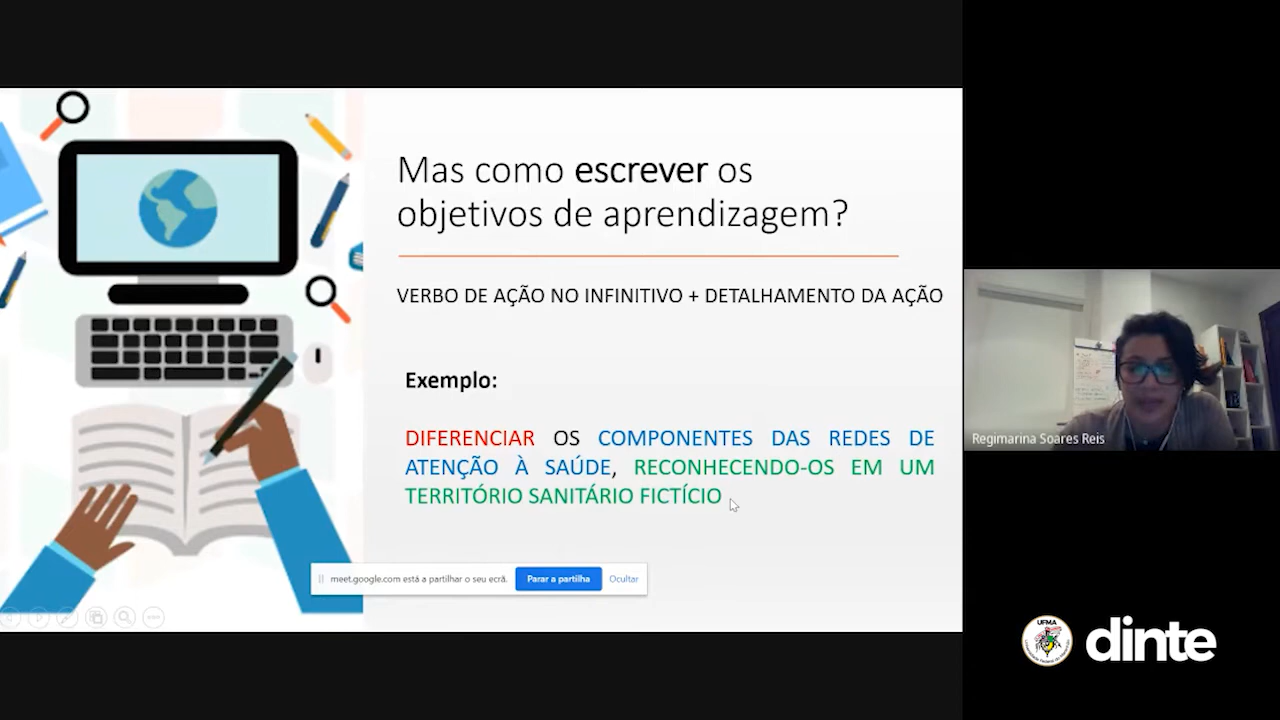 Mas como escrever os
objetivos de aprendizagem?
VERBO DE AÇÃO NO INFINITIVO + DETALHAMENTO DA AÇÃO
Exemplo:
DIFERENCIAR OS COMPONENTES DAS REDES DE
ATENÇÃO À SAÚDE, RECONHECENDO-OS EM UM
TERRITÓRIO SANITÁRIO FICTÍCIO
meet.google.com está a partilhar o seu ecrã. Parar a partilha Ocultar
Regimarina Soares Reis
UFMA
dinte